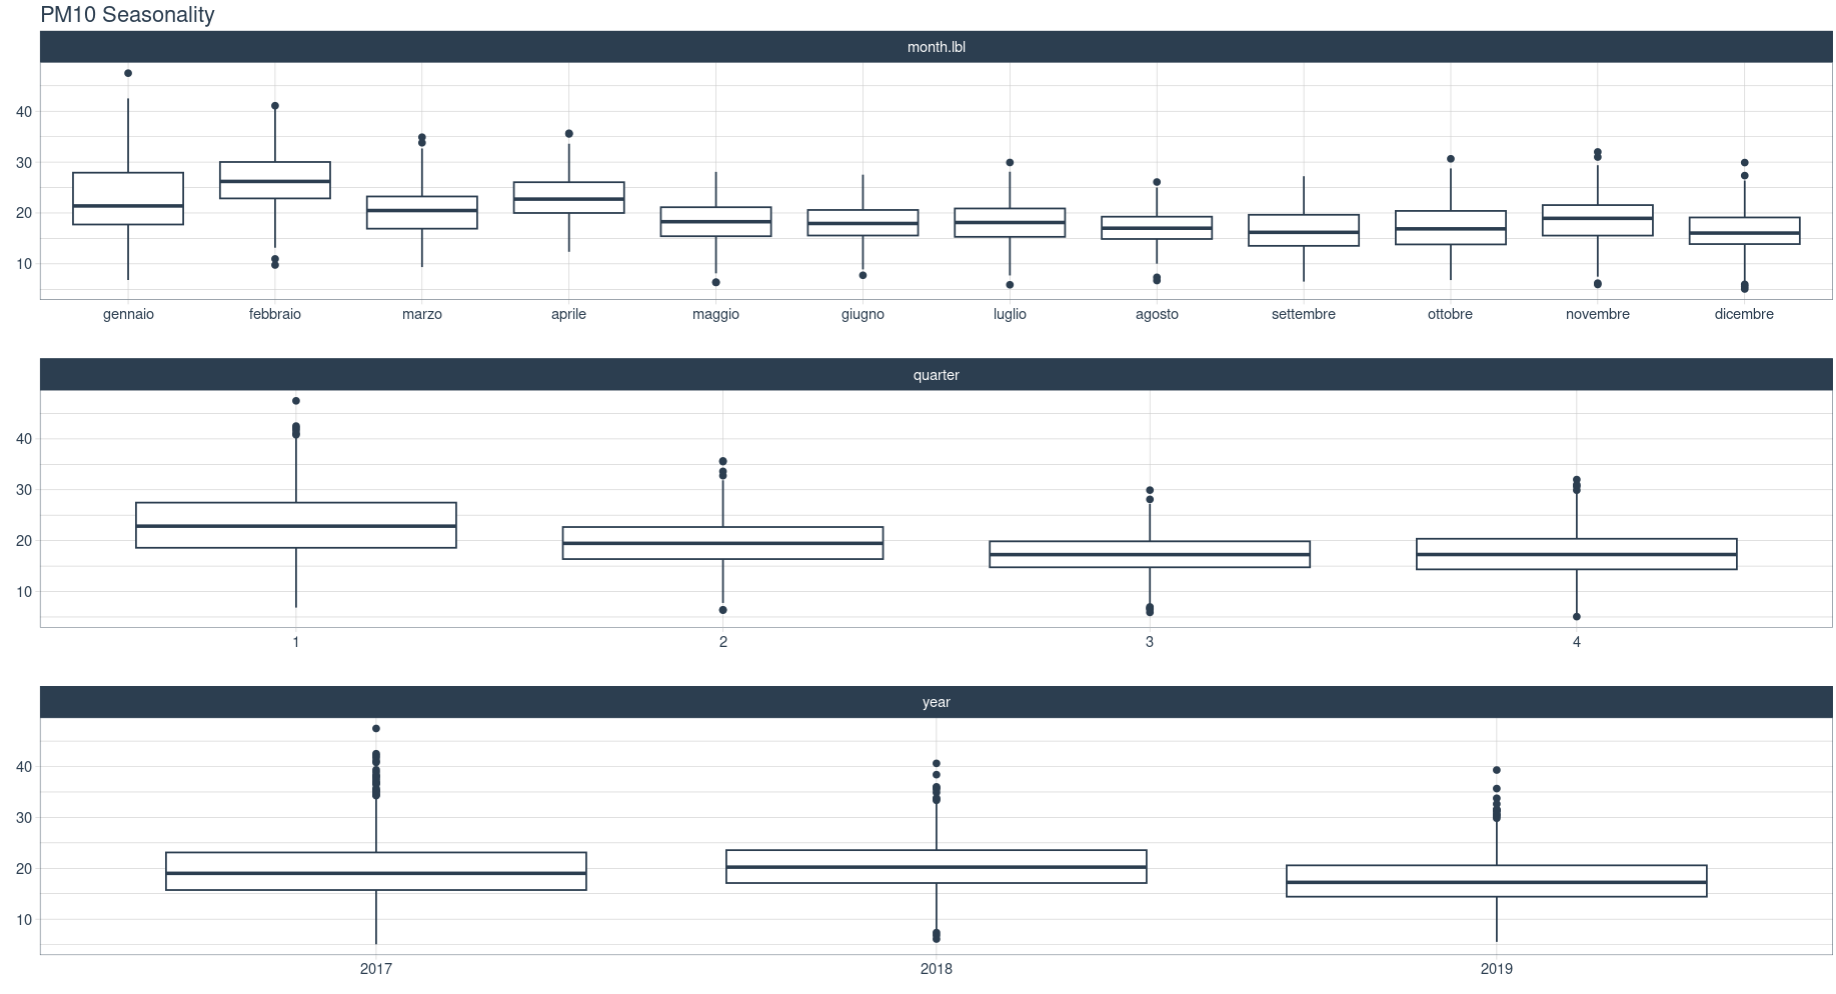 PM10 Seasonality
month.lbl
40
30
20
10
gennaio febbraio marzo aprile maggio giugno luglio agosto settembre ottobre novembre dicembre
quarter
40
30
20
10
1 2 3 4
year
40
30
20
10
2017 2018 2019